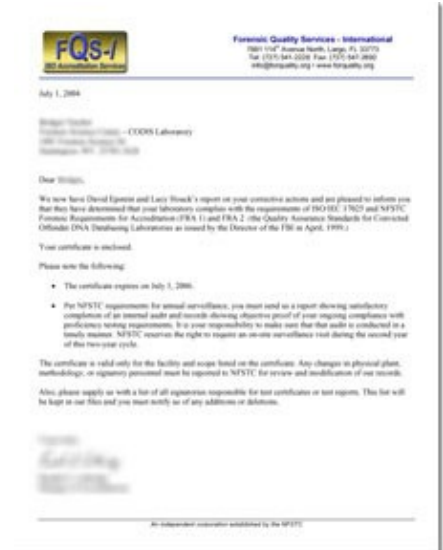 FQS-I
ISO Accreditation Services
Forensic Quality Services - International
7881 114th Avenue North, Largo, FL 33773
Tel: (727) 541-2228 Fax: (727)
info@forquality.org • www.forquality.org
July 1, 2004
– CODIS Laboratory
Dear
We now have David Epstein and Lucy Houck's report on your corrective actions and are pleased to inform you
that they have determined that your laboratory complies with the requirements of ISO/IEC 17025 and NFSTC
Forensic Requirements for Accreditation (FRA 1) and FRA 2 (the Quality Assurance Standards for Convicted
Offender DNA Databasing Laboratories as issued by the Director of the FBI in April, 1999.)
Your certificate is enclosed.
Please note the following:
• The certificate expires on July 1, 2006.
• Per NFSTC requirements for annual surveillance, you must send us a report showing satisfactory
completion of an internal audit and records showing objective proof of your ongoing compliance with
proficiency testing requirements. It is your responsibility to make sure that that audit is conducted in a
timely manner. NFSTC reserves the right to require an on-site surveillance visit during the second year
of this two-year cycle.
The certificate is valid only for the facility and scope listed on the certificate. Any changes in physical plant,
methodology, or signatory personnel must be reported to NFSTC for review and modification of our records.
Also, please supply us with a list of all signatories responsible for test certificates or test reports. This list will
be kept in our files and you must notify us of any additions or deletions.
An independent corporation established by the NFSTC